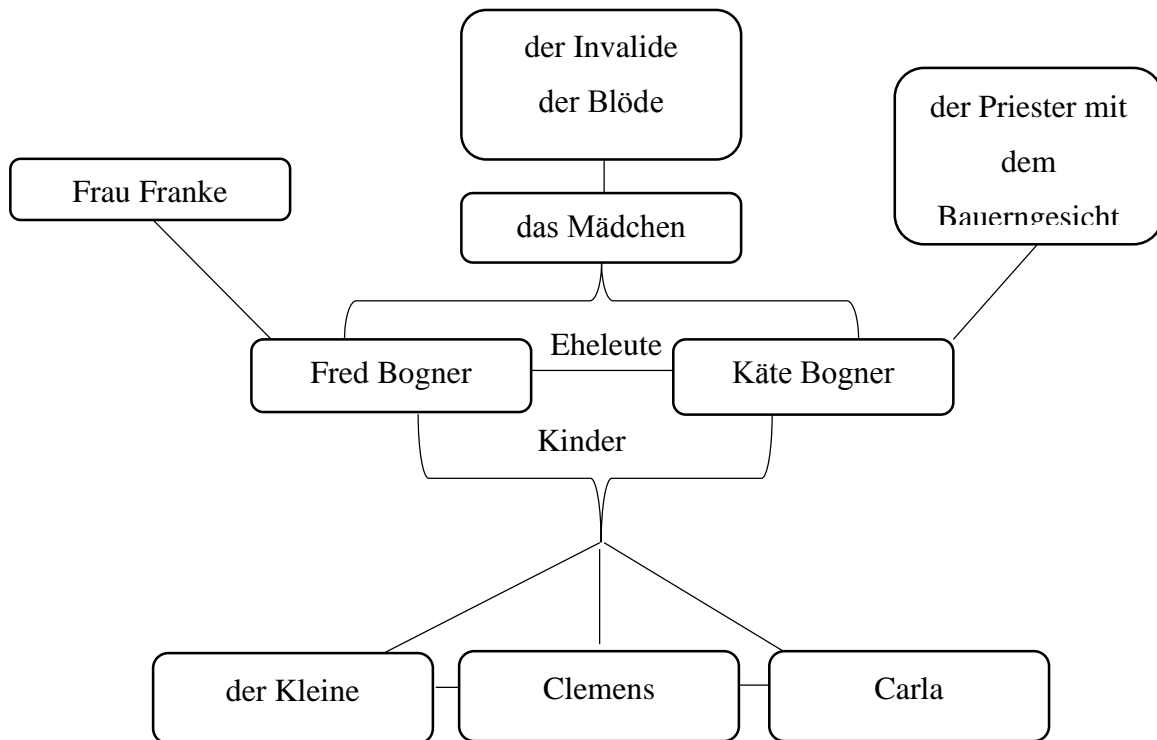 der Invalide
der Blöde
der Priester mit
dem
Bauerngesicht
Frau Franke
das Mädchen
Eheleute
Fred Bogner
Käte Bogner
Kinder
der Kleine
Clemens
Carla